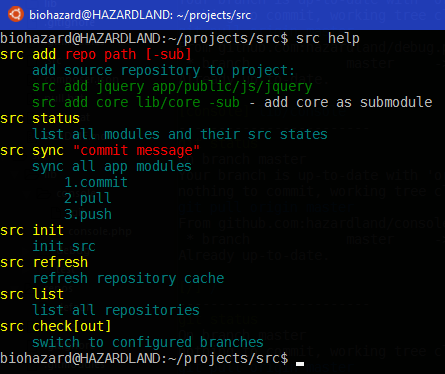 biohazard@HAZARDLAND: ~/projects/src
biohazard@HAZARDLAND:~/projects/src$ src help
src add repo path [-sub]
    add source repository to project:
    src add jquery app/public/js/jquery
    src add core lib/core -sub - add core as submodule
src status
    list all modules and their src states
src sync "commit message"
    sync all app modules
        1.commit
        2.pull
        3.push
src init
    init src
src refresh
    refresh repository cache
src list
    list all repositories
src check[out]
    switch to configured branches
biohazard@HAZARDLAND:~/projects/src$